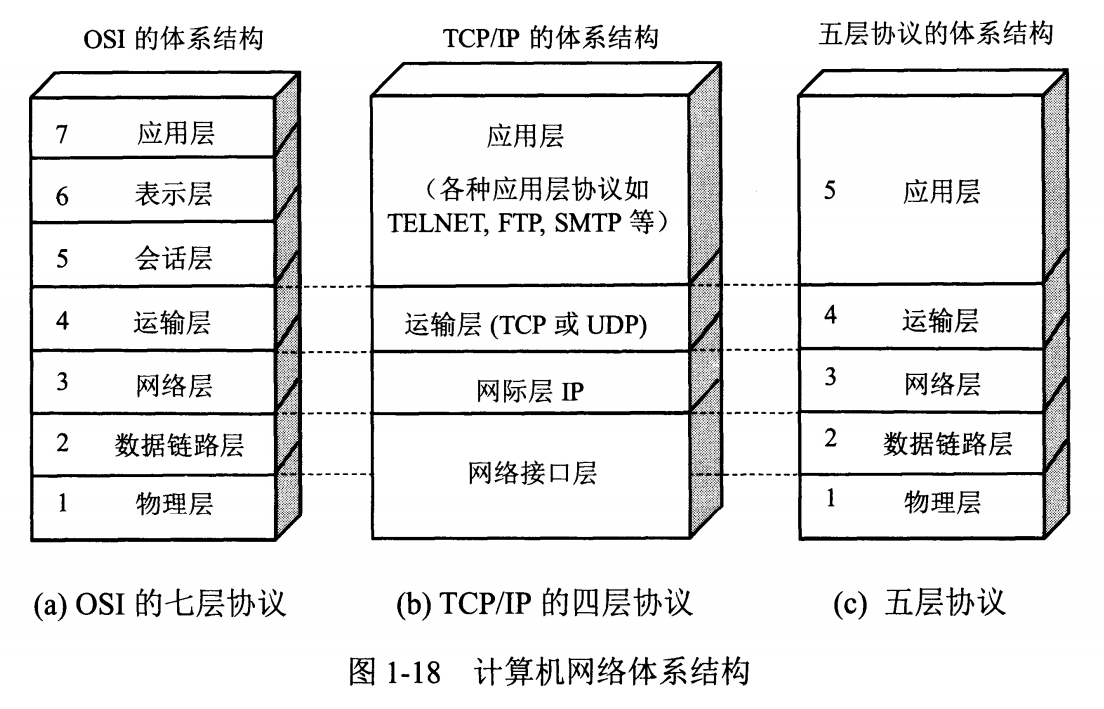 OSI 的体系结构
7 应用层
6 表示层
5 会话层
4 运输层
3 网络层
2 数据链路层
1 物理层
(a) OSI 的七层协议
TCP/IP 的体系结构
应用层
（各种应用层协议如
TELNET, FTP, SMTP 等）
运输层 (TCP 或 UDP)
网际层 IP
网络接口层
(b) TCP/IP 的四层协议
五层协议的体系结构
5 应用层
4 运输层
3 网络层
2 数据链路层
1 物理层
(c) 五层协议
图 1-18 计算机网络体系结构